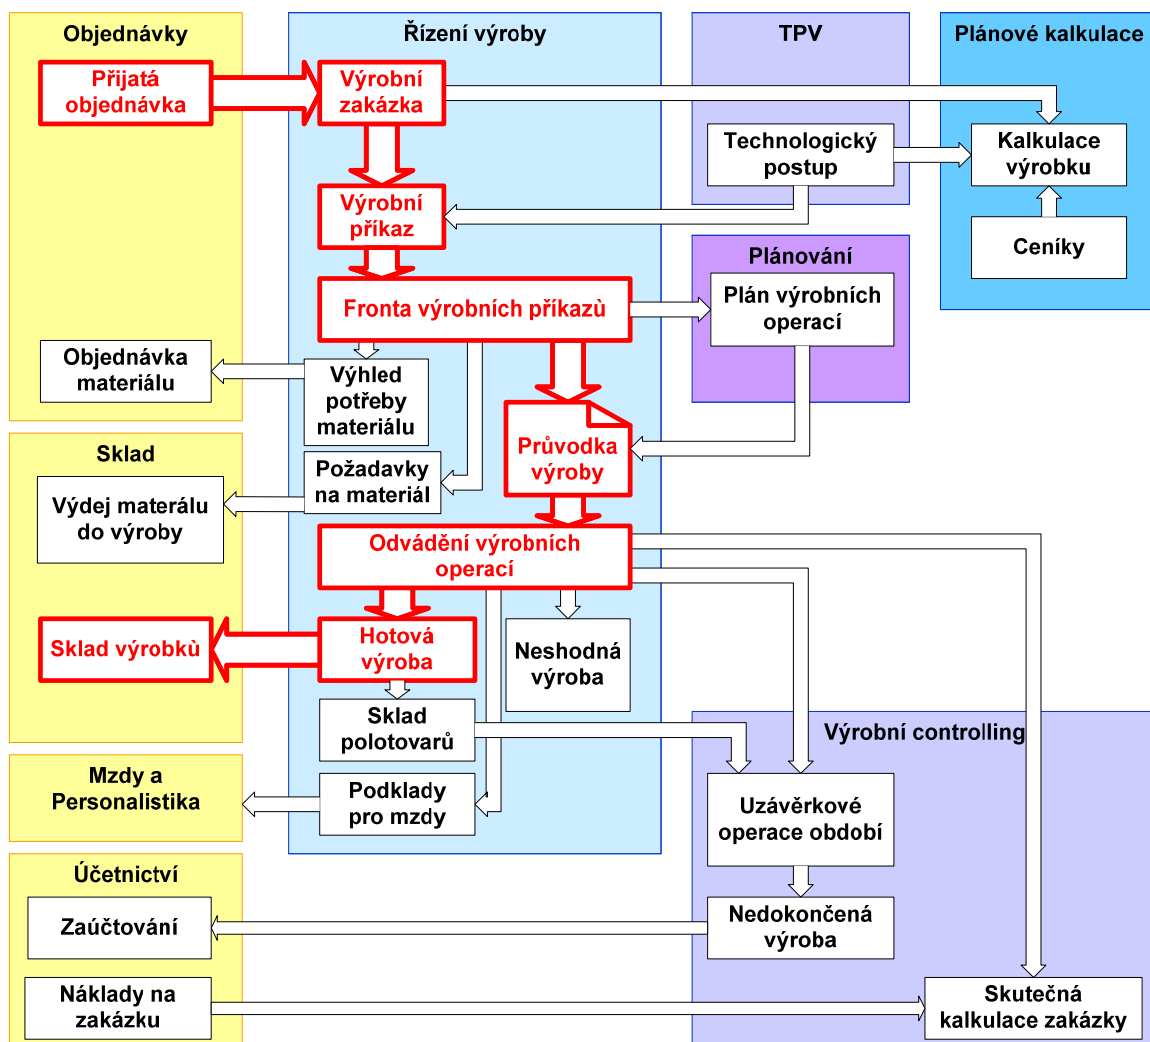 Objednávky
Přijatá
objednávka
Objednávka
materiálu
Sklad
Výdej materálu
do výroby
Sklad výrobků
Mzdy a
Personalistika
Účetnictví
Zaúčtování
Náklady na
zakázku
Řízení výroby
Výrobní
zakázka
Výrobní
příkaz
Fronta výrobních příkazů
Výhled
potřeby
materiálu
Požadavky
na materiál
Průvodka
výroby
Odvádění výrobních
operací
Hotová
výroba
Neshodná
výroba
Sklad
polotovarů
Podklady
pro mzdy
TPV
Technologický
postup
Plánování
Plán výrobních
operací
Plánové kalkulace
Kalkulace
výrobku
Ceníky
Výrobní controlling
Uzávěrkové
operace období
Nedokončená
výroba
Skutečná
kalkulace zakázky